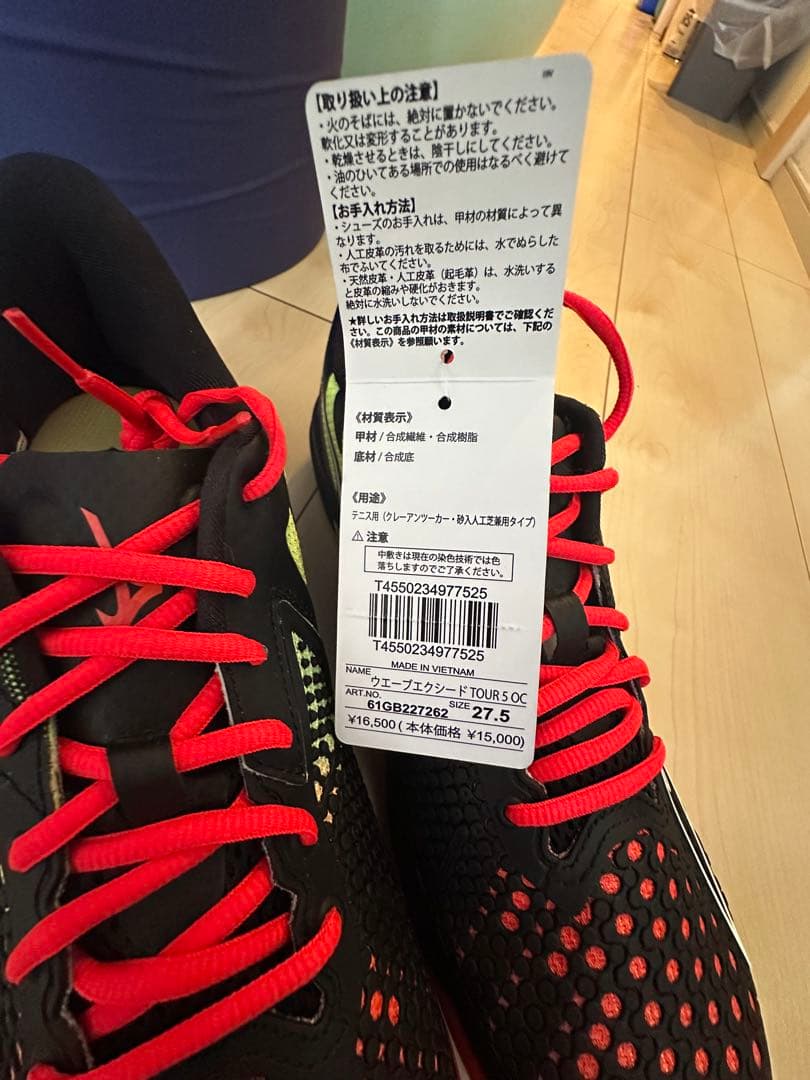 【取り扱い上の注意】
・火のそばには、絶対に置かないでください。
軟化又は変形することがあります。
・乾燥させるときは、陰干しにしてください。
・油のひいてある場所での使用はなるべく避けて
ください。
【お手入れ方法】
・シューズのお手入れは、甲材の材質によって異
なります。
・人工皮革の汚れを取るためには、水でぬらした
布でふいてください。
・天然皮革・人工皮革（起毛革）は、水洗いする
と皮革の縮みや硬化がおきます。
絶対に水洗いしないでください。
★詳しいお手入れ方法は取扱説明書でご確認くだ
さい。この商品の甲材の素材については、下記の
《材質表示》を参照願います。
《材質表示》
甲材 / 合成繊維・合成樹脂
底材 / 合成底
《用途》
テニス用（クレーアンツーカー・砂入人工芝兼用タイプ）
⚠ 注意
中敷きは現在の染色技術では色
落ちしますのでご了承ください。
T4550234977525
T4550234977525
MADE IN VIETNAM
NAME ウエーブエクシード TOUR 5 OC
ART.NO. 61GB227262 SIZE 27.5
¥16,500 ( 本体価格 ¥15,000)